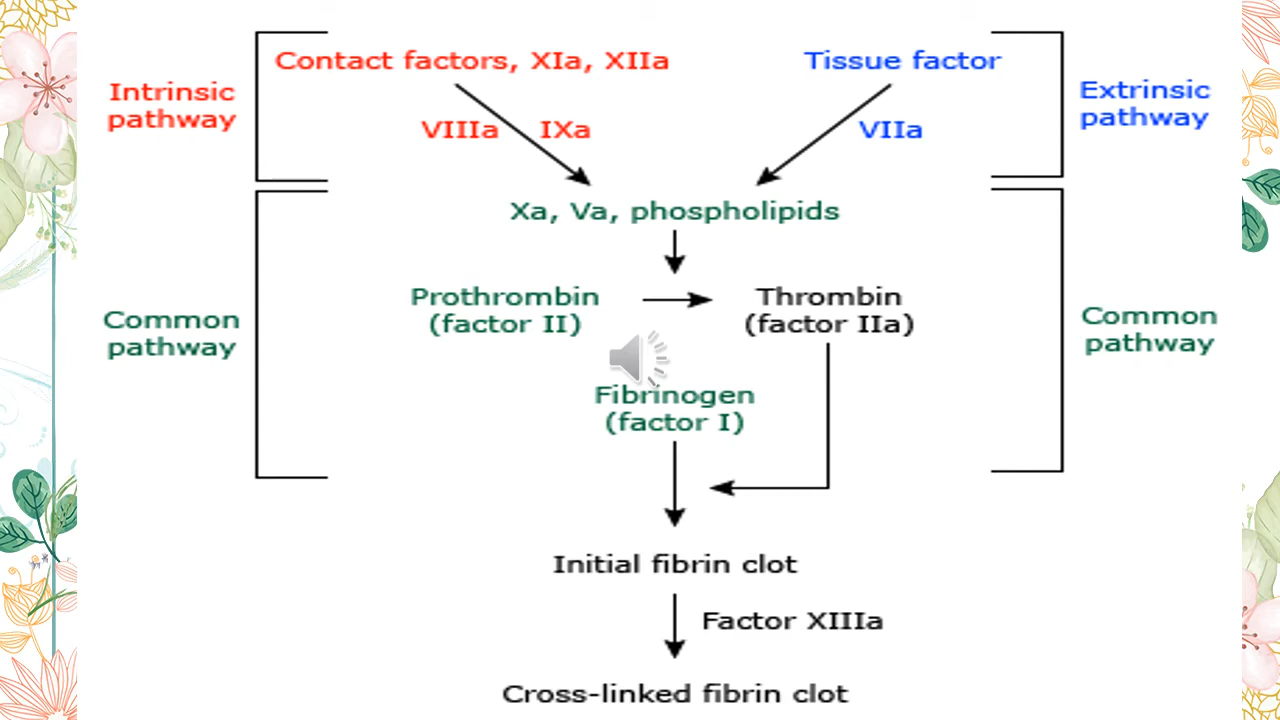 Contact factors, XIa, XIIa
Tissue factor
Intrinsic
pathway
Extrinsic
pathway
VIIIa
IXa
VIIa
Xa, Va, phospholipids
Prothrombin
(factor II)
Thrombin
(factor IIa)
Common
pathway
Common
pathway
Fibrinogen
(factor I)
Initial fibrin clot
Factor XIIIa
Cross-linked fibrin clot